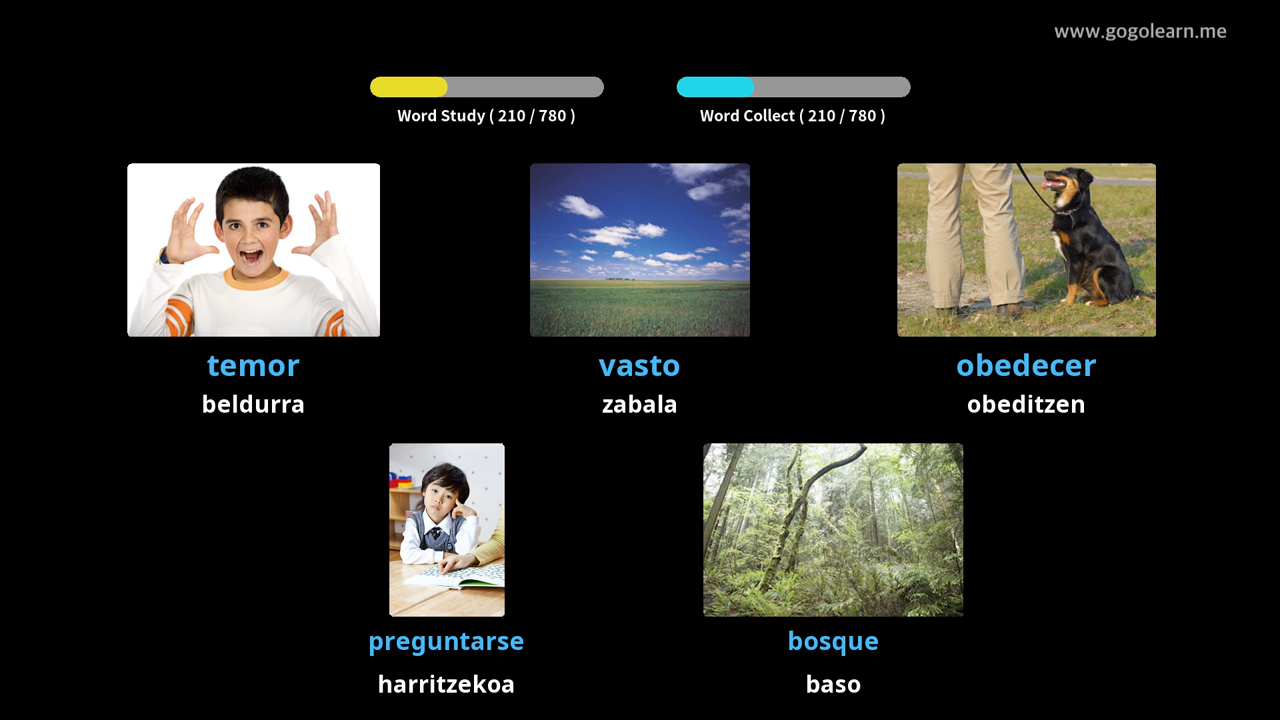 www.gogolearn.me
Word Study ( 210 / 780 )
Word Collect ( 210 / 780 )
temor
beldurra
vasto
zabala
obedecer
obeditzen
preguntarse
harritzekoa
bosque
baso